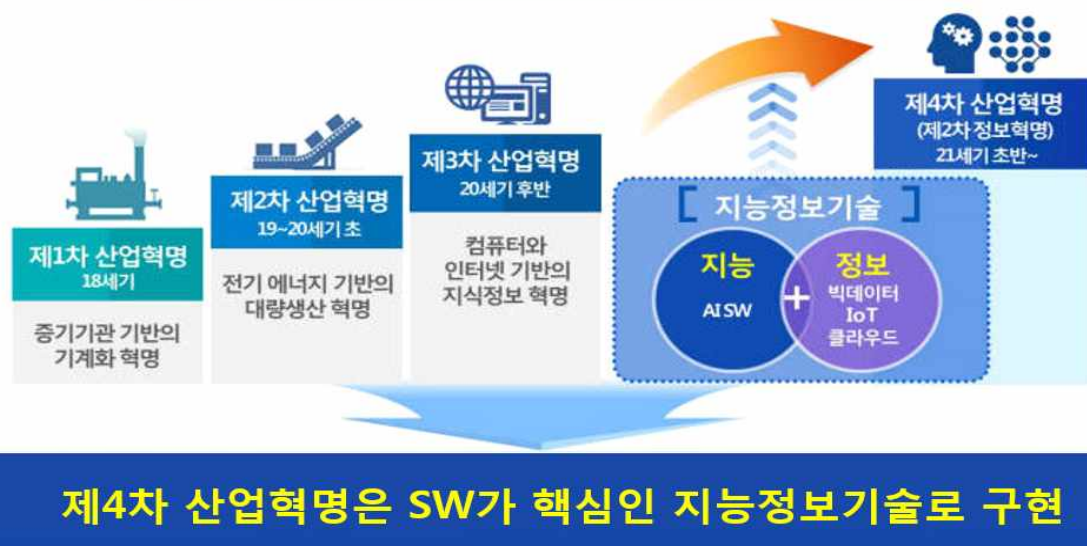 제1차 산업혁명
18세기
증기기관 기반의
기계화 혁명
제2차 산업혁명
19~20세기 초
전기 에너지 기반의
대량생산 혁명
제3차 산업혁명
20세기 후반
컴퓨터와
인터넷 기반의
지식정보 혁명
[ 지능정보기술 ]
지능
AI SW
+
정보
빅데이터
IoT
클라우드
제4차 산업혁명
(제2차 정보혁명)
21세기 초반~
제4차 산업혁명은 SW가 핵심인 지능정보기술로 구현